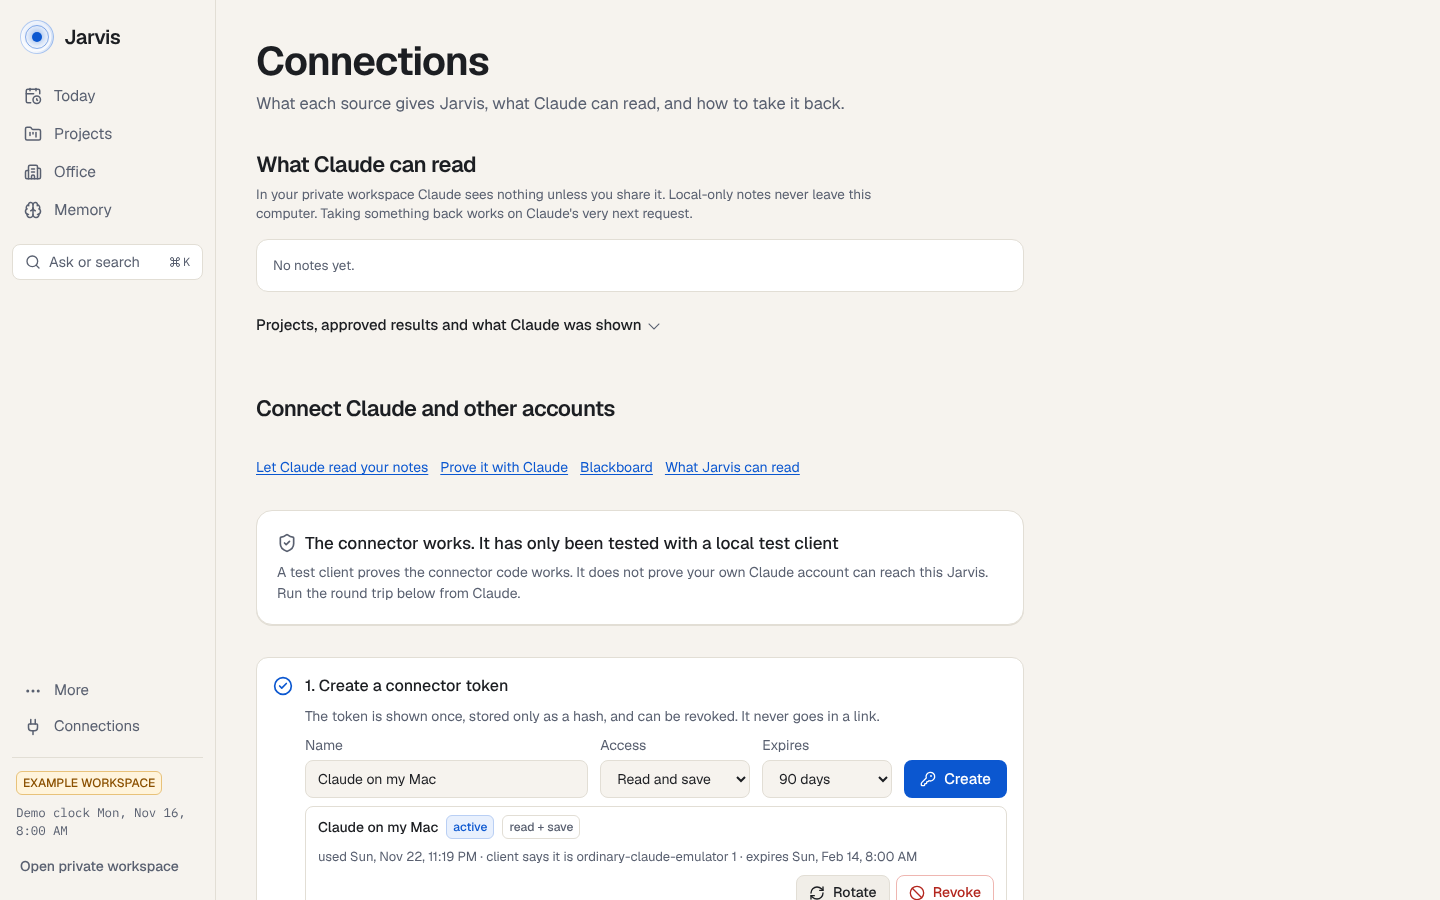 Jarvis
Today
Projects
Office
Memory
Ask or search ⌘ K
More
Connections
EXAMPLE WORKSPACE
Demo clock Mon, Nov 16,
8:00 AM
Open private workspace
Connections
What each source gives Jarvis, what Claude can read, and how to take it back.
What Claude can read
In your private workspace Claude sees nothing unless you share it. Local-only notes never leave this
computer. Taking something back works on Claude's very next request.
No notes yet.
Projects, approved results and what Claude was shown
Connect Claude and other accounts
Let Claude read your notes Prove it with Claude Blackboard What Jarvis can read
The connector works. It has only been tested with a local test client
A test client proves the connector code works. It does not prove your own Claude account can reach this Jarvis.
Run the round trip below from Claude.
1. Create a connector token
The token is shown once, stored only as a hash, and can be revoked. It never goes in a link.
Name Access Expires
Claude on my Mac Read and save 90 days Create
Claude on my Mac active read + save
used Sun, Nov 22, 11:19 PM · client says it is ordinary-claude-emulator 1 · expires Sun, Feb 14, 8:00 AM
Rotate Revoke